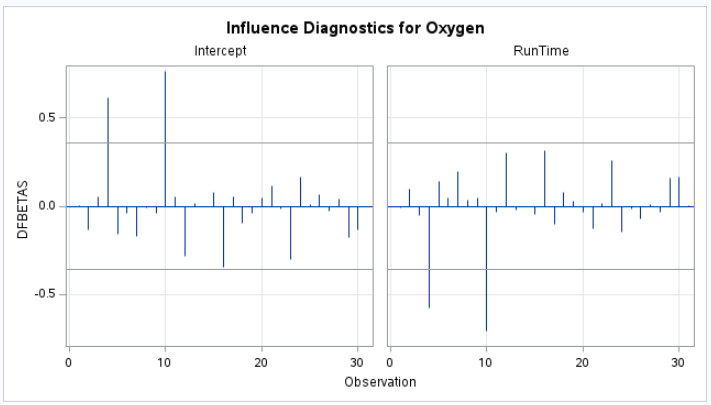 Influence Diagnostics for Oxygen
Intercept RunTime
0.5
0.0
-0.5
DFBETAS
0 10 20 30 0 10 20 30
Observation